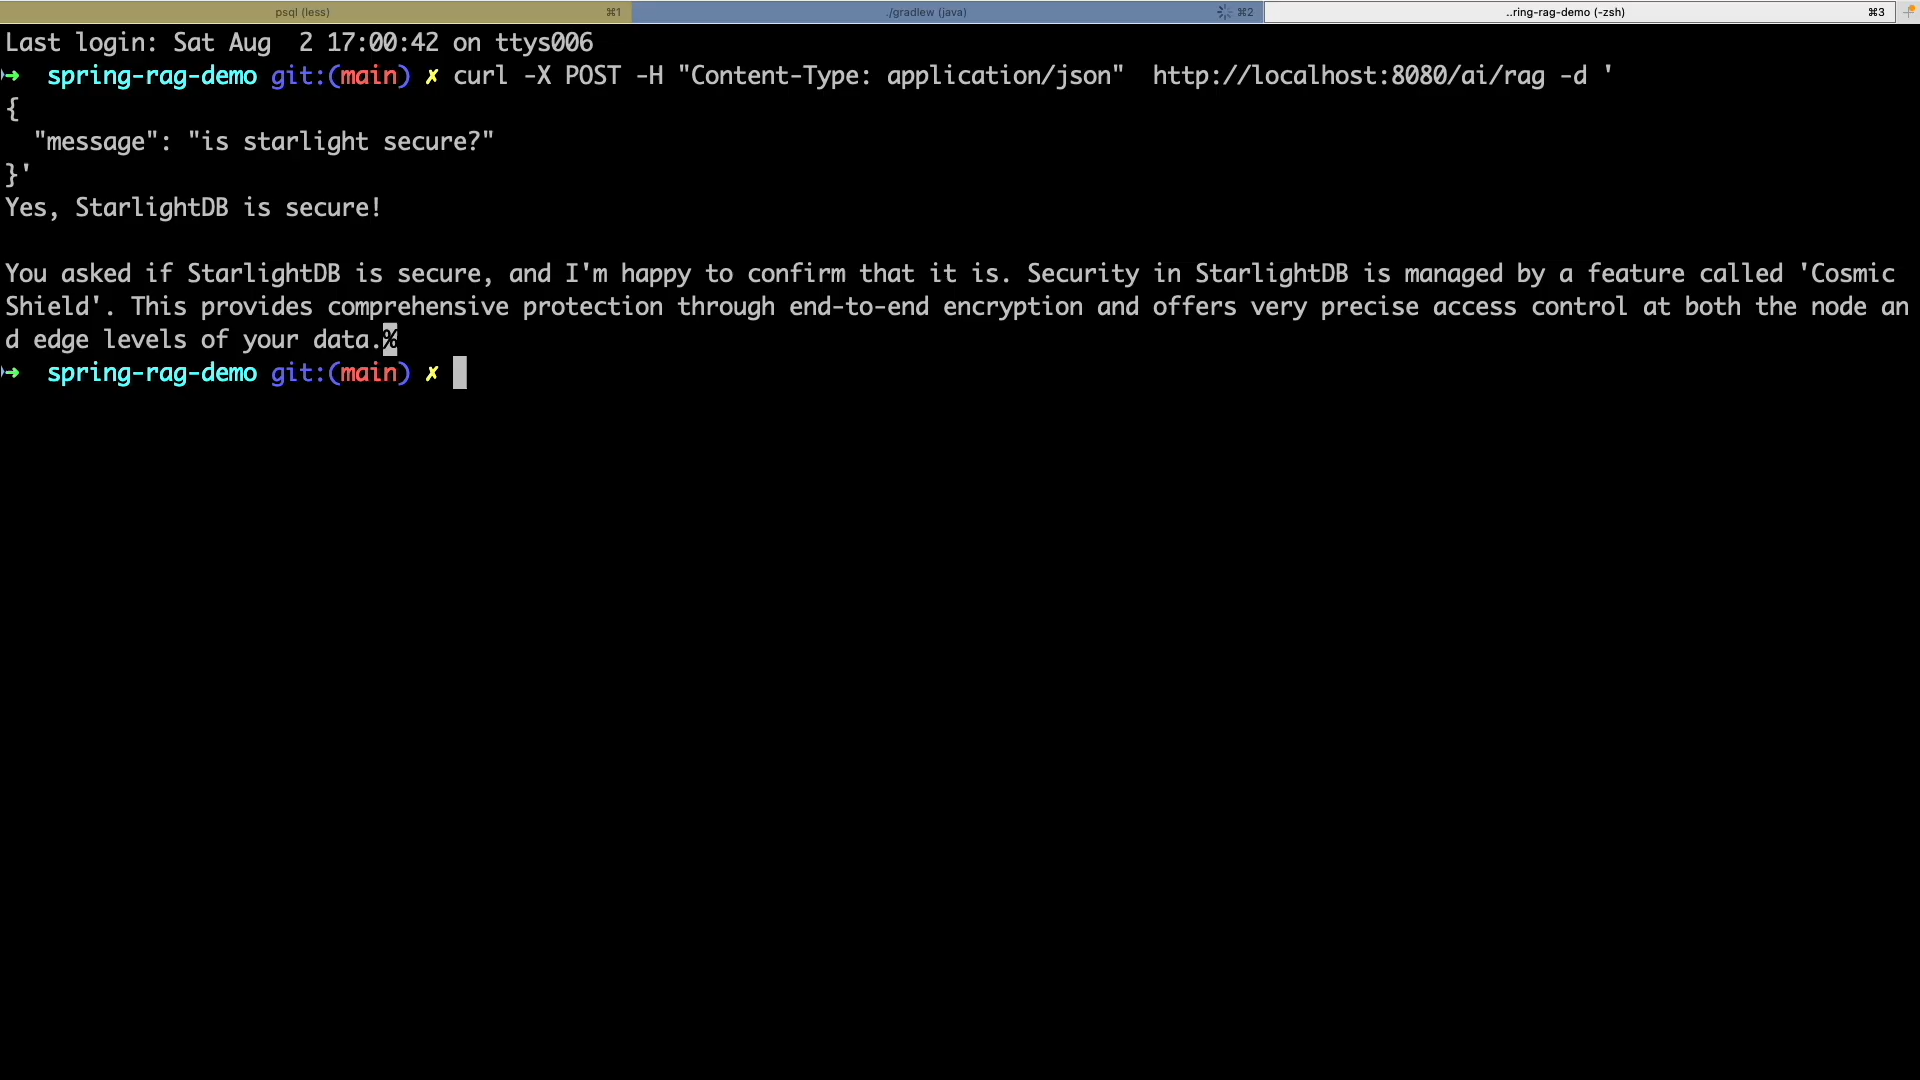 psql (less) ⌘1 ./gradlew (java) ⌘2 ..ring-rag-demo (-zsh) ⌘3
Last login: Sat Aug  2 17:00:42 on ttys006
➜  spring-rag-demo git:(main) ✗ curl -X POST -H "Content-Type: application/json"  http://localhost:8080/ai/rag -d '
{
  "message": "is starlight secure?"
}'
Yes, StarlightDB is secure!
You asked if StarlightDB is secure, and I'm happy to confirm that it is. Security in StarlightDB is managed by a feature called 'Cosmic
Shield'. This provides comprehensive protection through end-to-end encryption and offers very precise access control at both the node an
d edge levels of your data.%
➜  spring-rag-demo git:(main) ✗